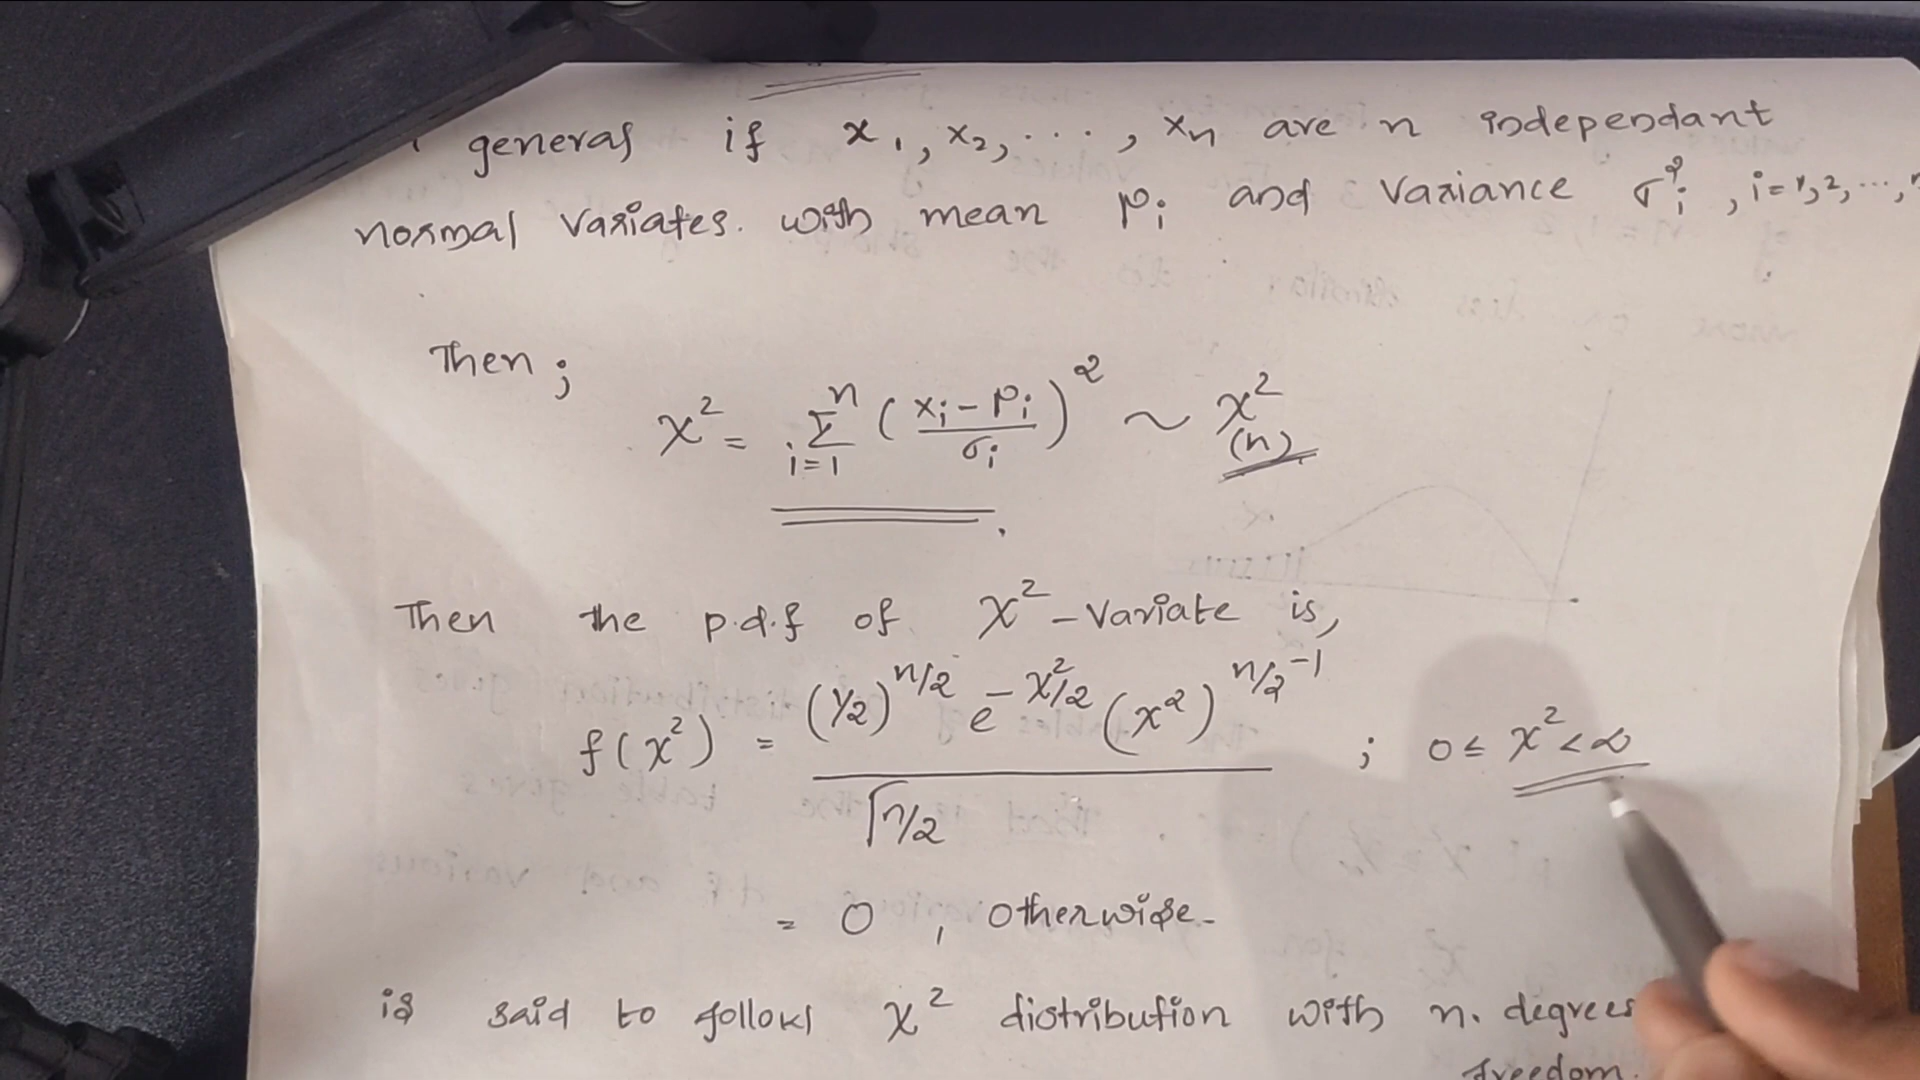 general if x₁, x₂, ..., xₙ are n independant
normal variates. with mean μᵢ and variance σᵢ², i=1,2,...,n
Then;
χ² = Σᵢ₌₁ⁿ ((xᵢ-μᵢ)/σᵢ)² ~ χ²₍ₙ₎
Then the p.d.f of χ²-variate is,
f(χ²) = (1/2)^(n/2) e^(-χ²/2) (χ²)^(n/2-1) / Γn/2 ; 0≤ χ² <∞
= 0 , otherwise.
is said to follow χ² distribution with n. degrees
freedom.